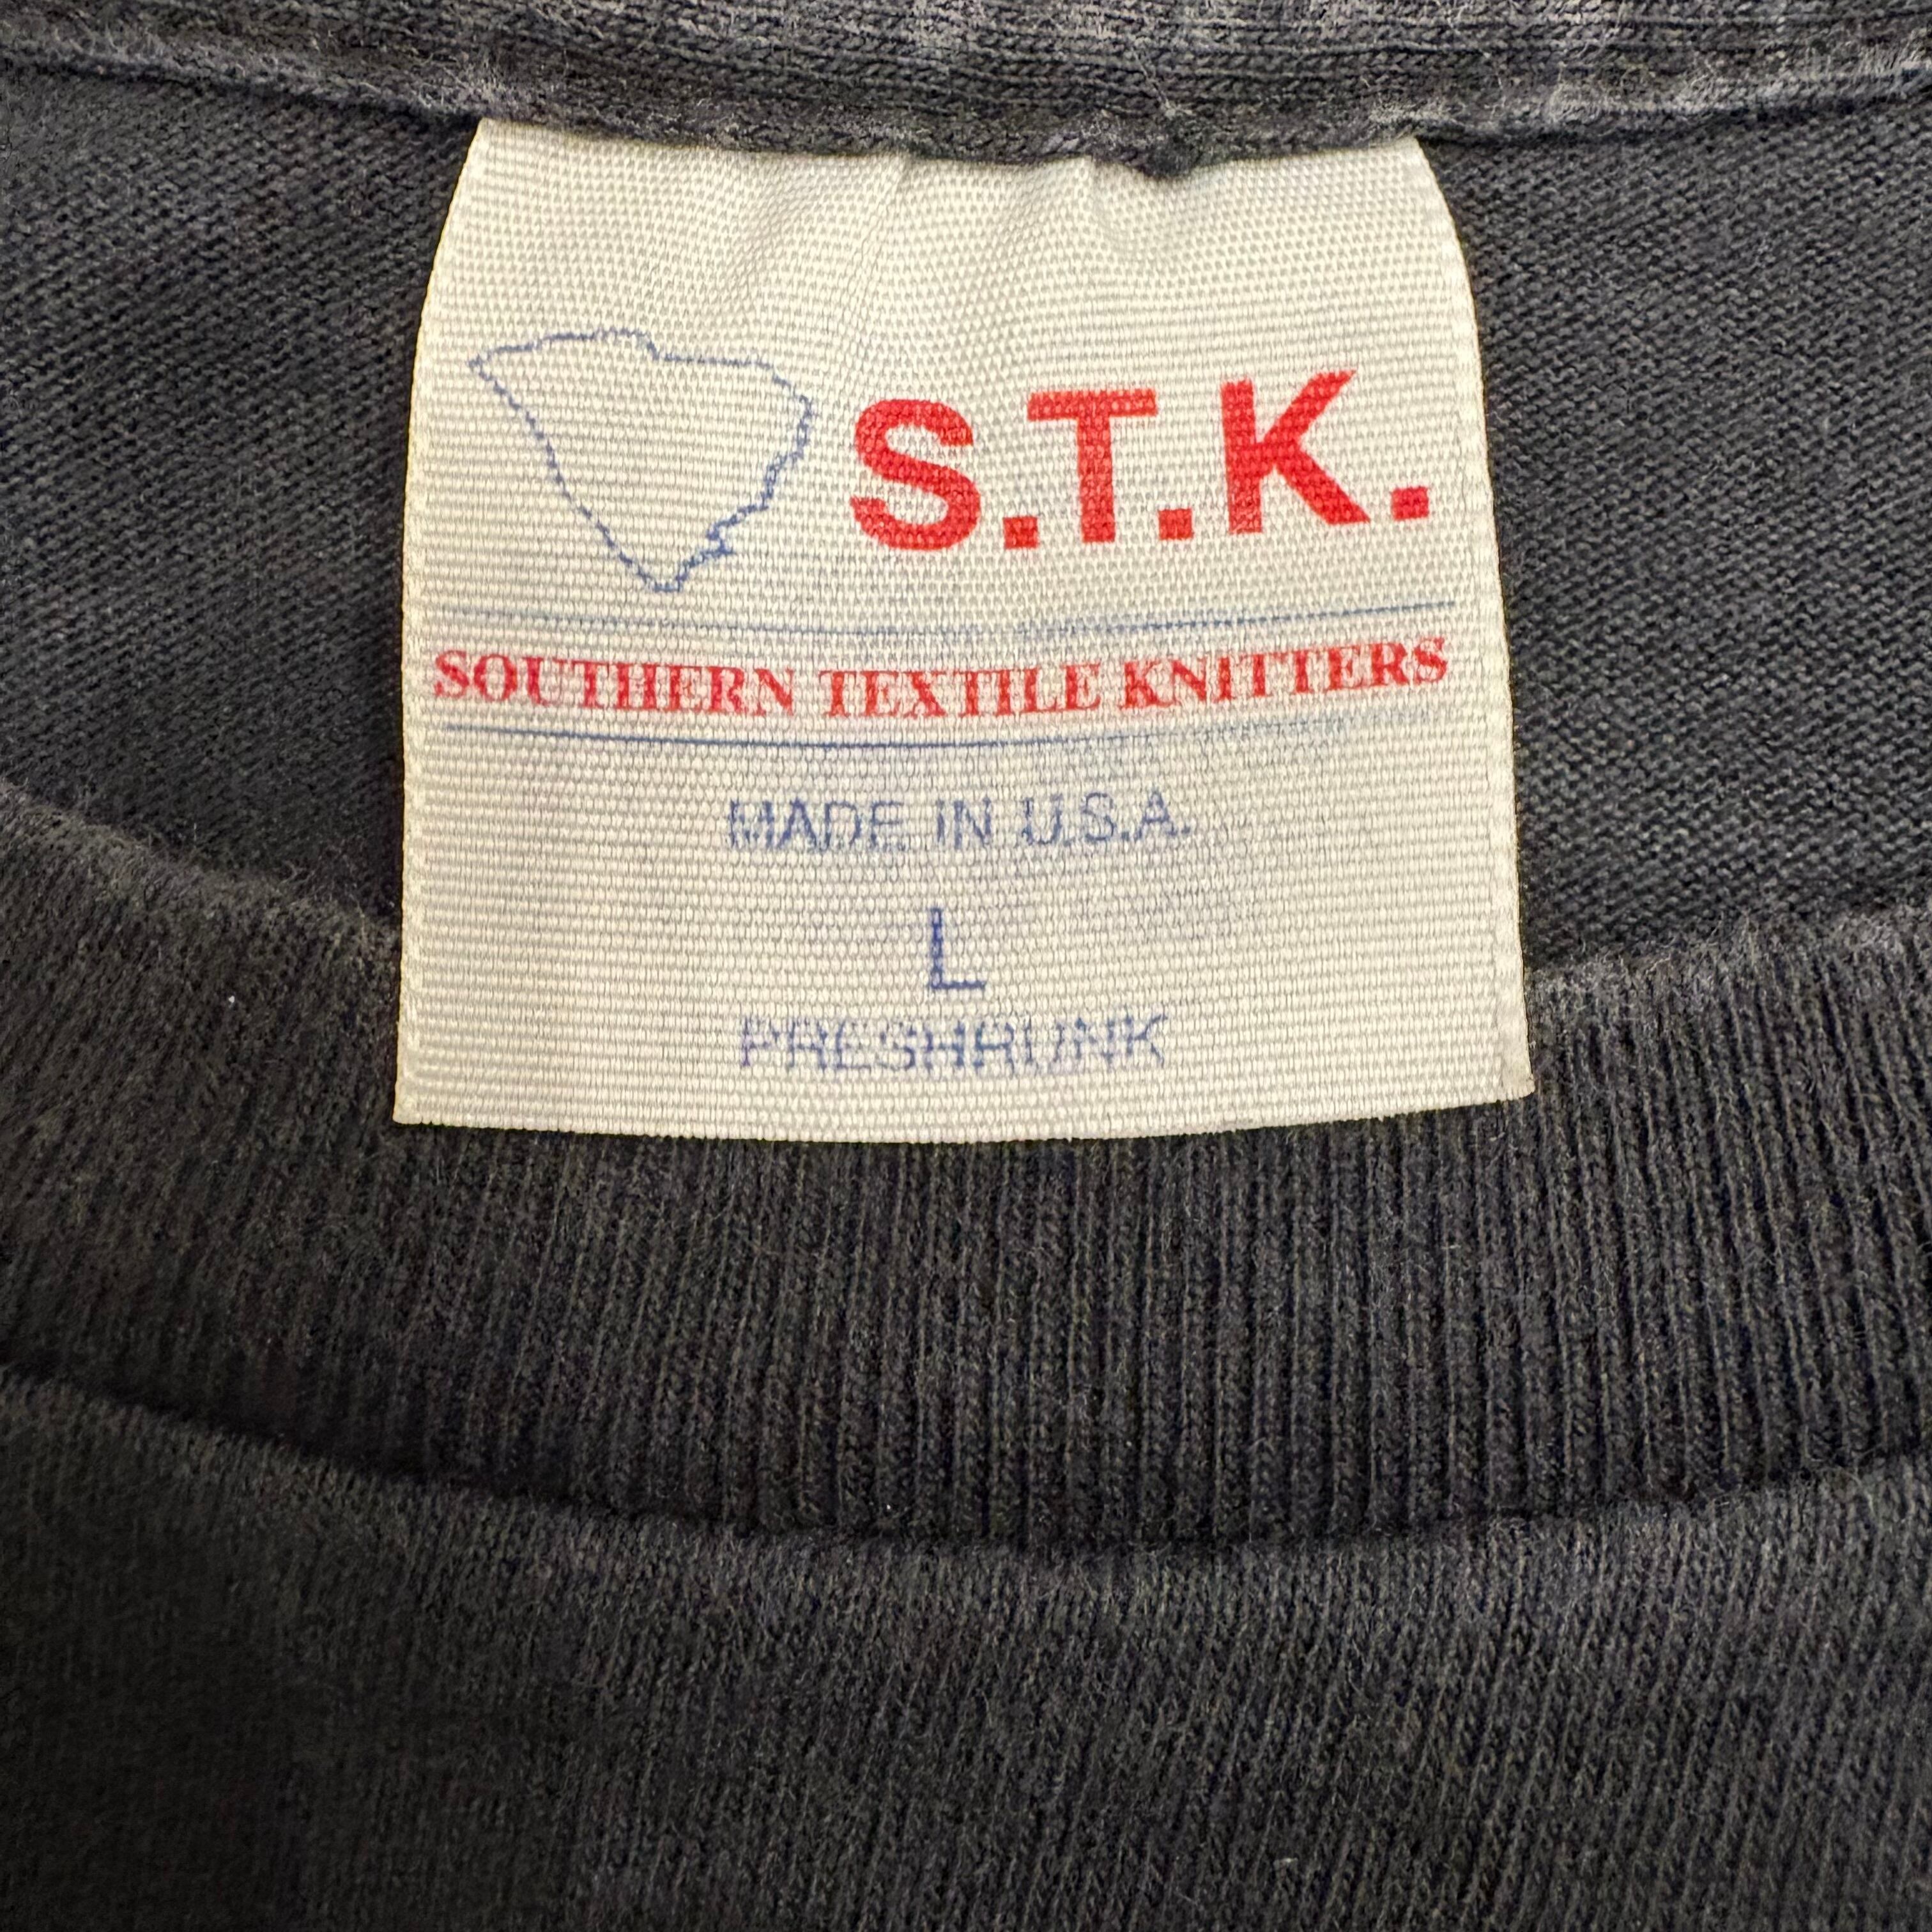 S.T.K.
SOUTHERN TEXTILE KNITTERS
MADE IN U.S.A.
L
PRESHRUNK